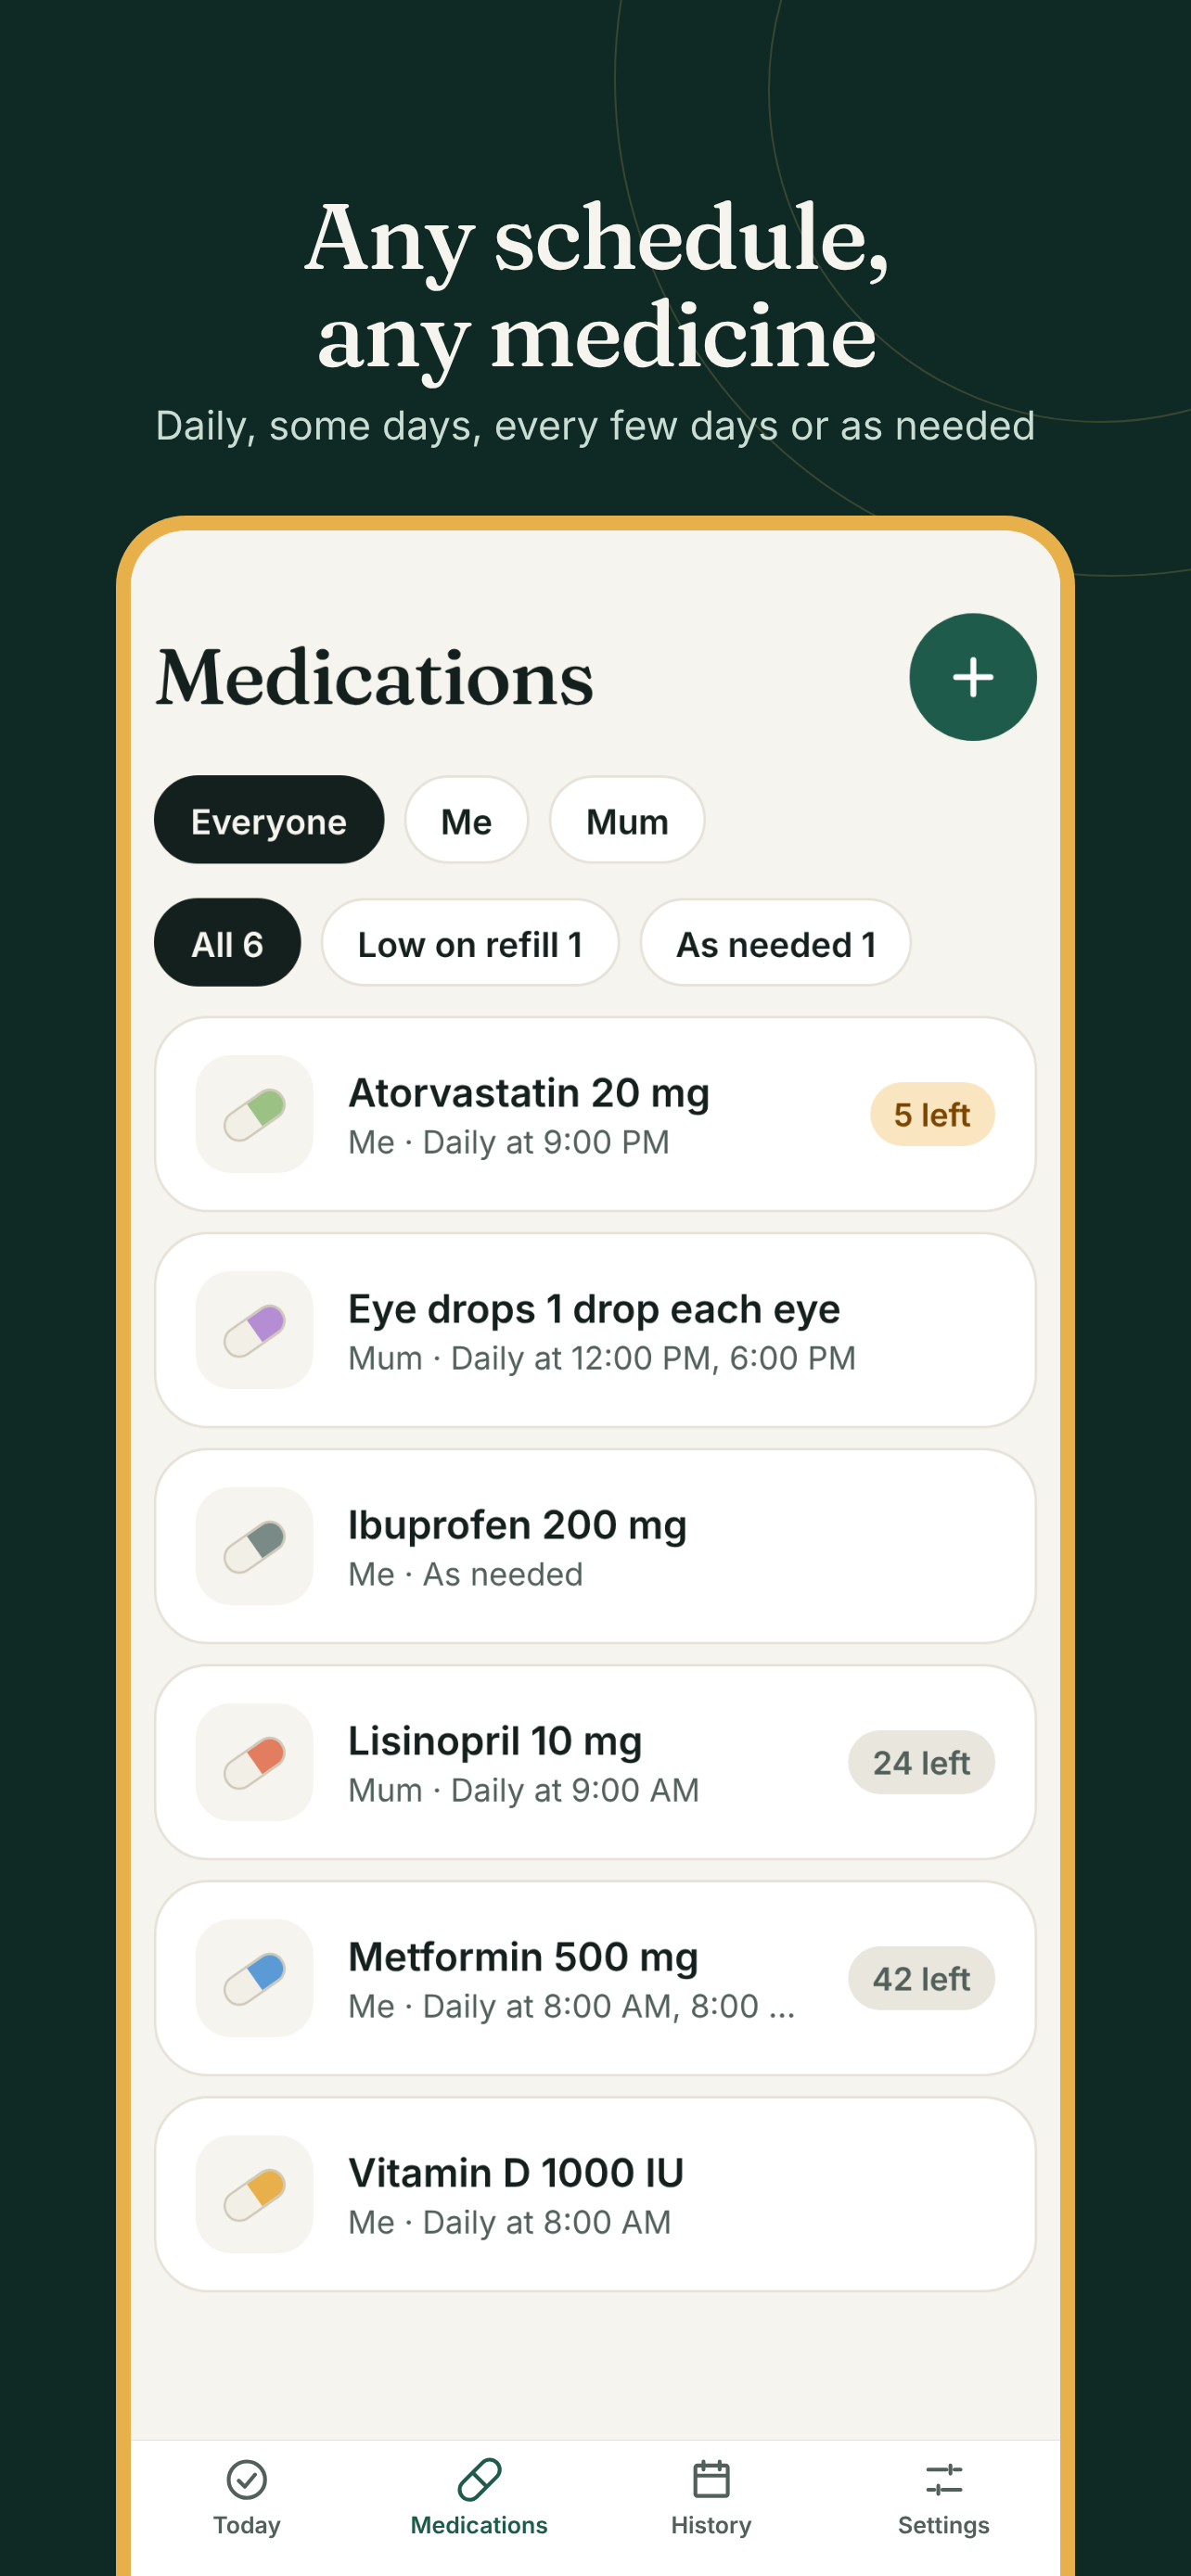 Any schedule,
any medicine
Daily, some days, every few days or as needed
Medications
Everyone Me Mum
All 6 Low on refill 1 As needed 1
Atorvastatin 20 mg
Me · Daily at 9:00 PM
5 left
Eye drops 1 drop each eye
Mum · Daily at 12:00 PM, 6:00 PM
Ibuprofen 200 mg
Me · As needed
Lisinopril 10 mg
Mum · Daily at 9:00 AM
24 left
Metformin 500 mg
Me · Daily at 8:00 AM, 8:00 ...
42 left
Vitamin D 1000 IU
Me · Daily at 8:00 AM
Today Medications History Settings